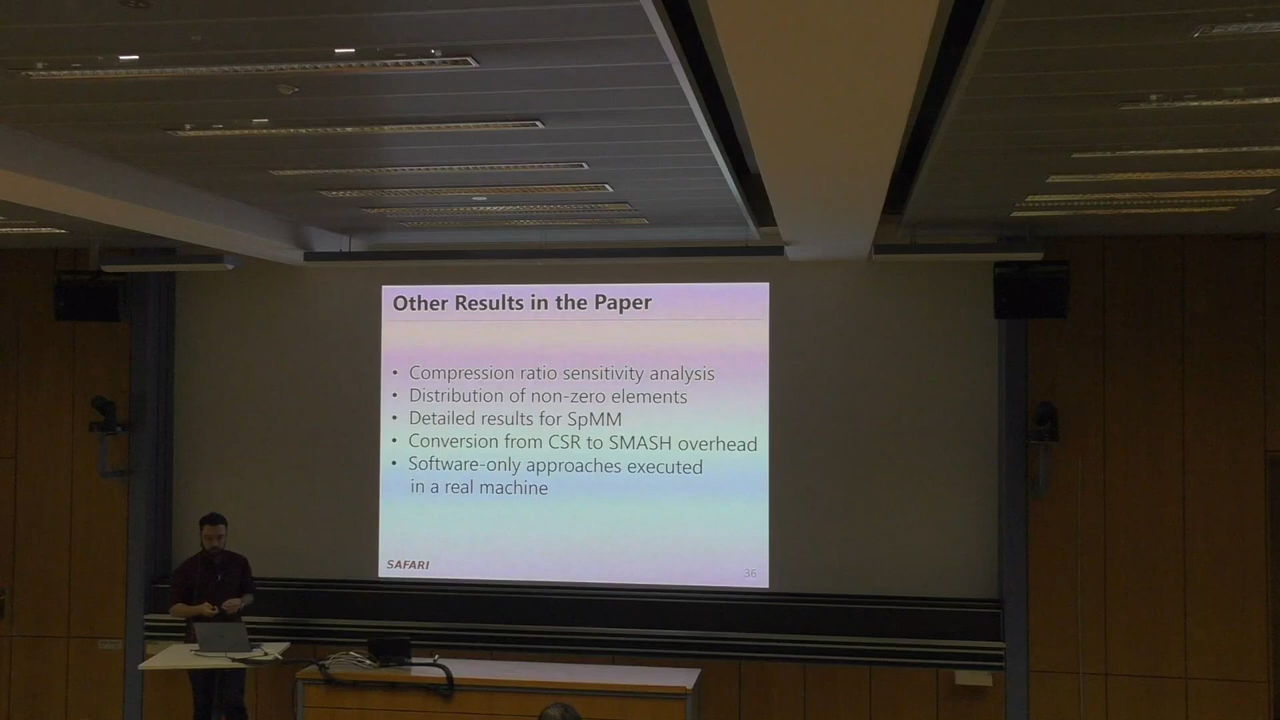 Other Results in the Paper
• Compression ratio sensitivity analysis
• Distribution of non-zero elements
• Detailed results for SpMM
• Conversion from CSR to SMASH overhead
• Software-only approaches executed
in a real machine
SAFARI
36